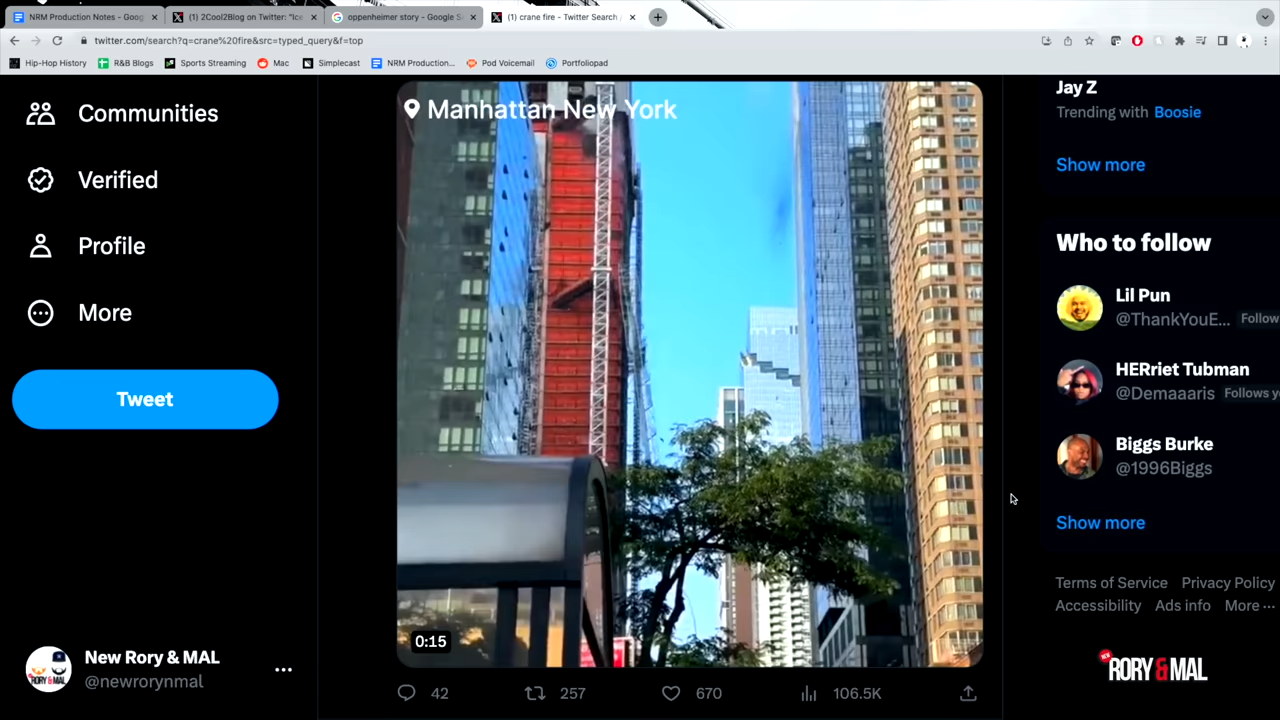 NRM Production Notes - Goog
(1) 2Cool2Blog on Twitter: "Ice
oppenheimer story - Google S
(1) crane fire - Twitter Search /
twitter.com/search?q=crane%20fire&src=typed_query&f=top
Hip-Hop History
R&B Blogs
Sports Streaming
Mac
Simplecast
NRM Production...
Pod Voicemail
Portfoliopad
Communities
Verified
Profile
More
Tweet
New Rory & MAL
@newrorynmal
Manhattan New York
0:15
42
257
670
106.5K
Jay Z
Trending with Boosie
Show more
Who to follow
Lil Pun
@ThankYouE...
Follow
HERriet Tubman
@Demaaaris
Follows y
Biggs Burke
@1996Biggs
Show more
Terms of Service Privacy Policy
Accessibility Ads info More ...
NEW
RORY & MAL